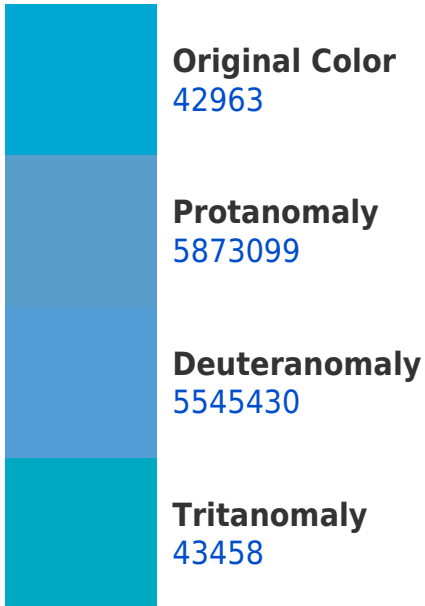 Original Color
42963
Protanomaly
5873099
Deuteranomaly
5545430
Tritanomaly
43458